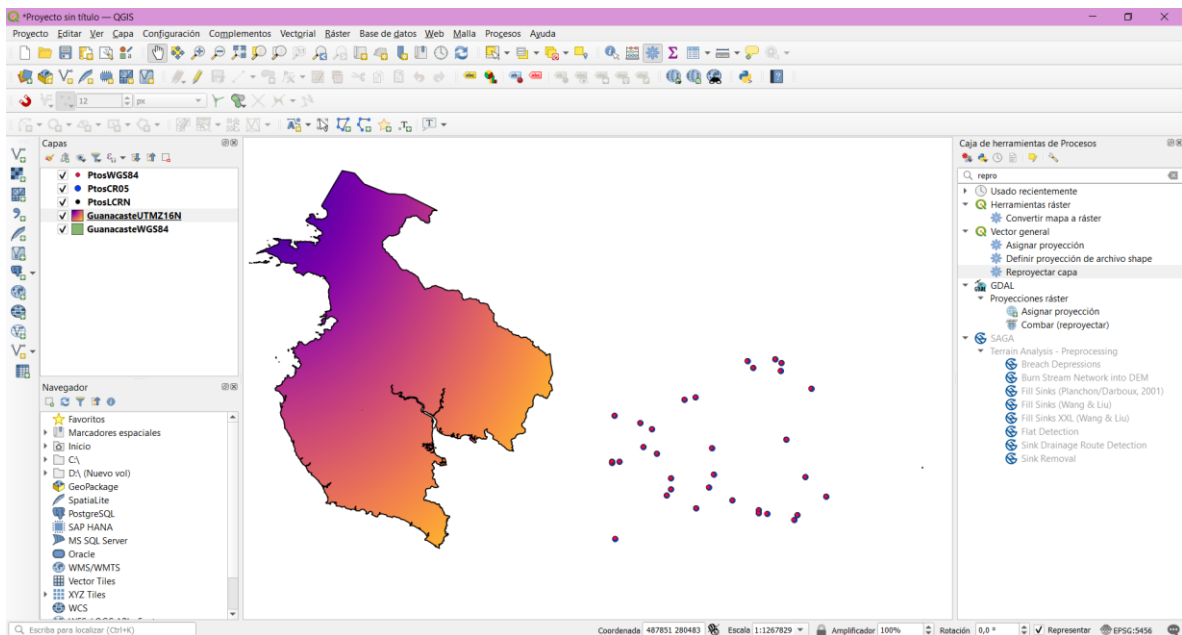 *Proyecto sin título — QGIS
Proyecto Editar Ver Capa Configuración Complementos Vectorial Ráster Base de datos Web Malla Procesos Ayuda
12 px
Capas
PtosWGS84
PtosCR05
PtosLCRN
GuanacasteUTMZ16N
GuanacasteWGS84
Navegador
Favoritos
Marcadores espaciales
Inicio
C:\
D:\ (Nuevo vol)
GeoPackage
SpatiaLite
PostgreSQL
SAP HANA
MS SQL Server
Oracle
WMS/WMTS
Vector Tiles
XYZ Tiles
WCS
Caja de herramientas de Procesos
repro
Usado recientemente
Herramientas ráster
Convertir mapa a ráster
Vector general
Asignar proyección
Definir proyección de archivo shape
Reproyectar capa
GDAL
Proyecciones ráster
Asignar proyección
Combar (reproyectar)
SAGA
Terrain Analysis - Preprocessing
Breach Depressions
Burn Stream Network into DEM
Fill Sinks (Planchon/Darboux, 2001)
Fill Sinks (Wang & Liu)
Fill Sinks XXL (Wang & Liu)
Flat Detection
Sink Drainage Route Detection
Sink Removal
Escriba para localizar (Ctrl+K)
Coordenada 487851 280483 Escala 1:1267829 Amplificador 100% Rotación 0,0 ° Representar EPSG:5456